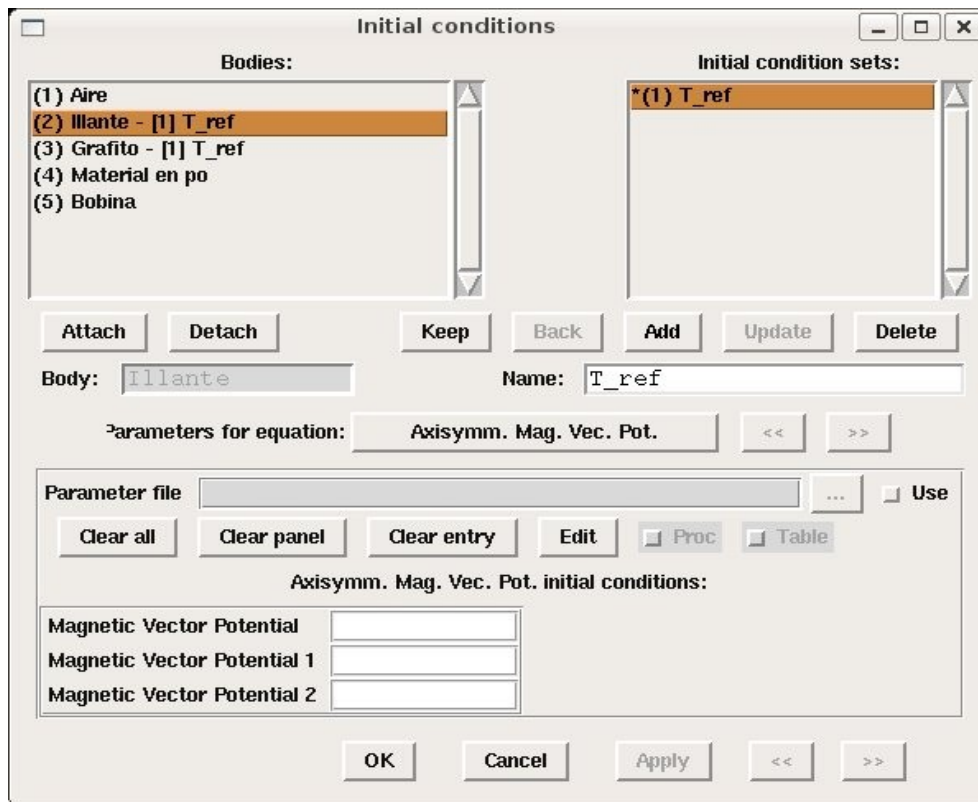 Initial conditions
Bodies:
Initial condition sets:
(1) Aire
(2) Illante - [1] T_ref
(3) Grafito - [1] T_ref
(4) Material en po
(5) Bobina
*(1) T_ref
Attach Detach Keep Back Add Update Delete
Body: Illante Name: T_ref
Parameters for equation: Axisymm. Mag. Vec. Pot. << >>
Parameter file ... Use
Clear all Clear panel Clear entry Edit Proc Table
Axisymm. Mag. Vec. Pot. initial conditions:
Magnetic Vector Potential
Magnetic Vector Potential 1
Magnetic Vector Potential 2
OK Cancel Apply << >>